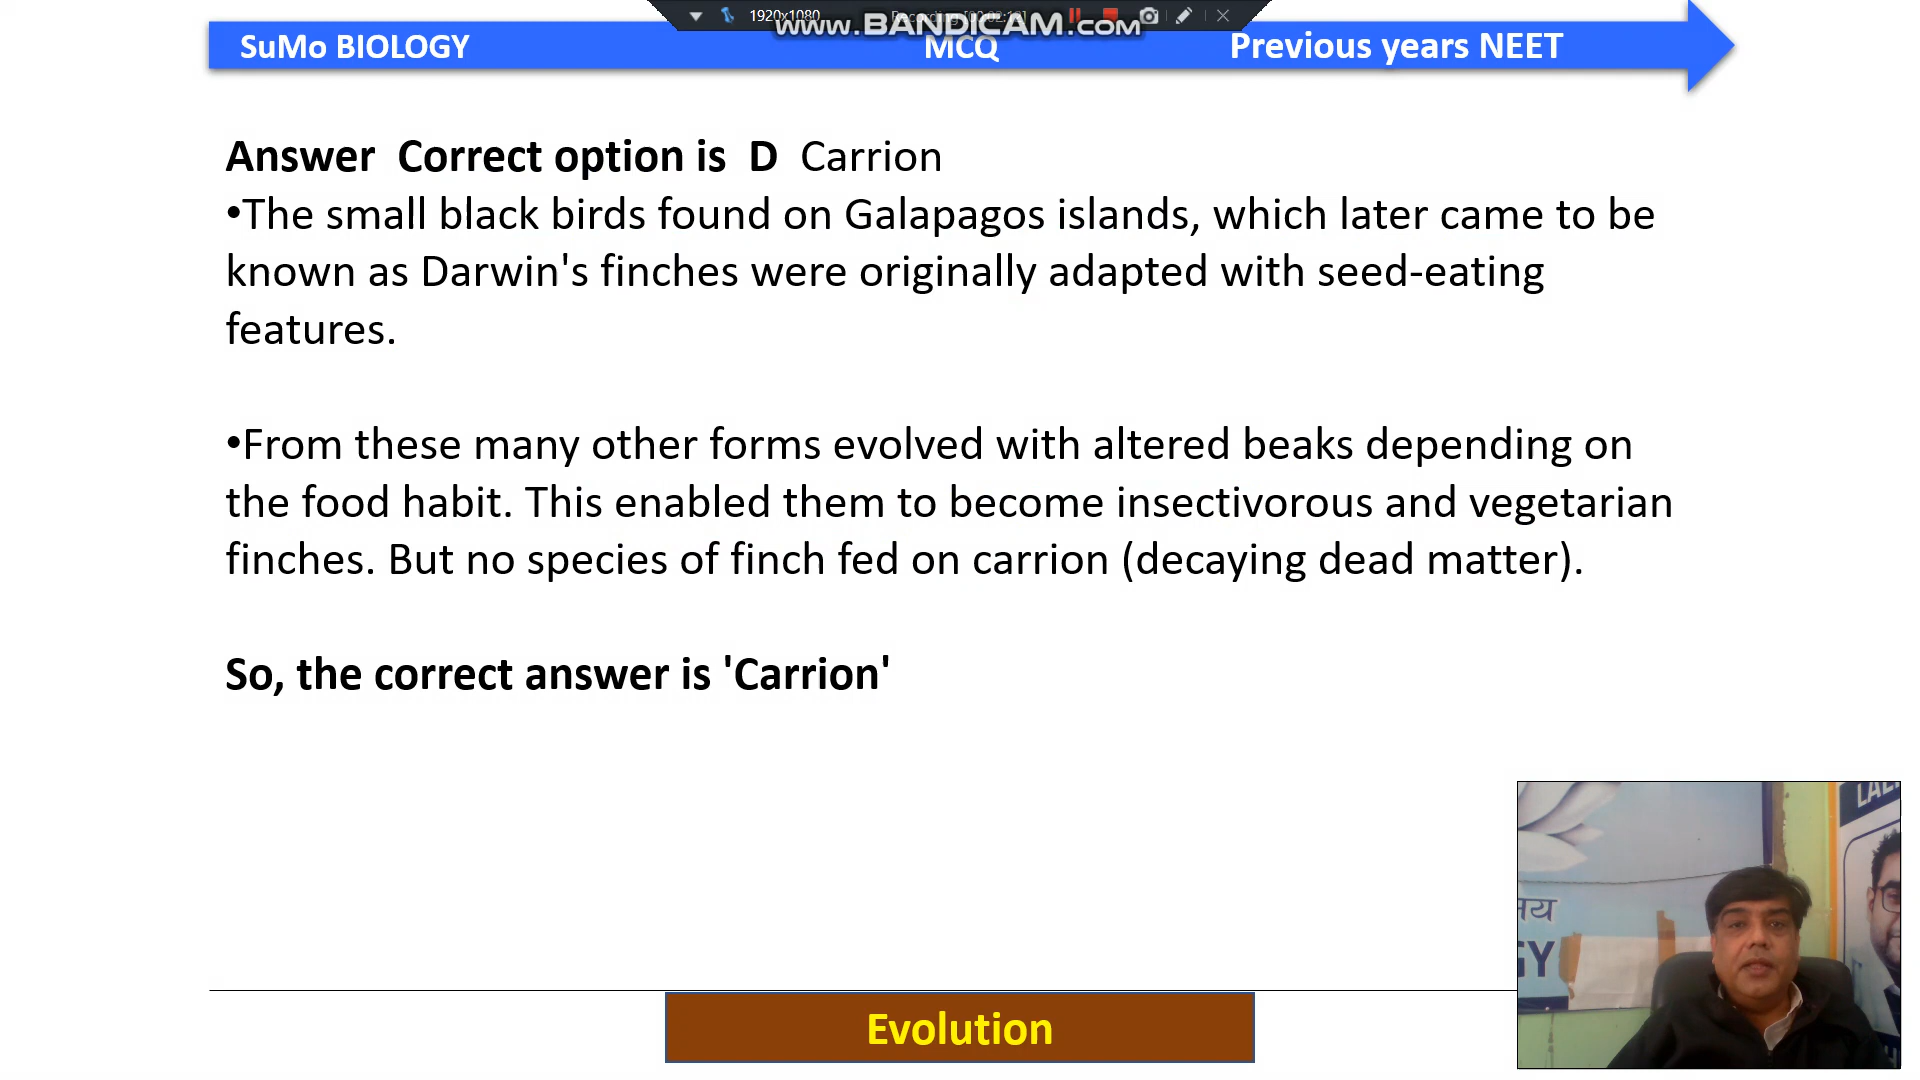 1920x1080
www.BANDICAM.com
SuMo BIOLOGY MCQ Previous years NEET
Answer Correct option is D Carrion
•The small black birds found on Galapagos islands, which later came to be
known as Darwin's finches were originally adapted with seed-eating
features.
•From these many other forms evolved with altered beaks depending on
the food habit. This enabled them to become insectivorous and vegetarian
finches. But no species of finch fed on carrion (decaying dead matter).
So, the correct answer is 'Carrion'
Evolution